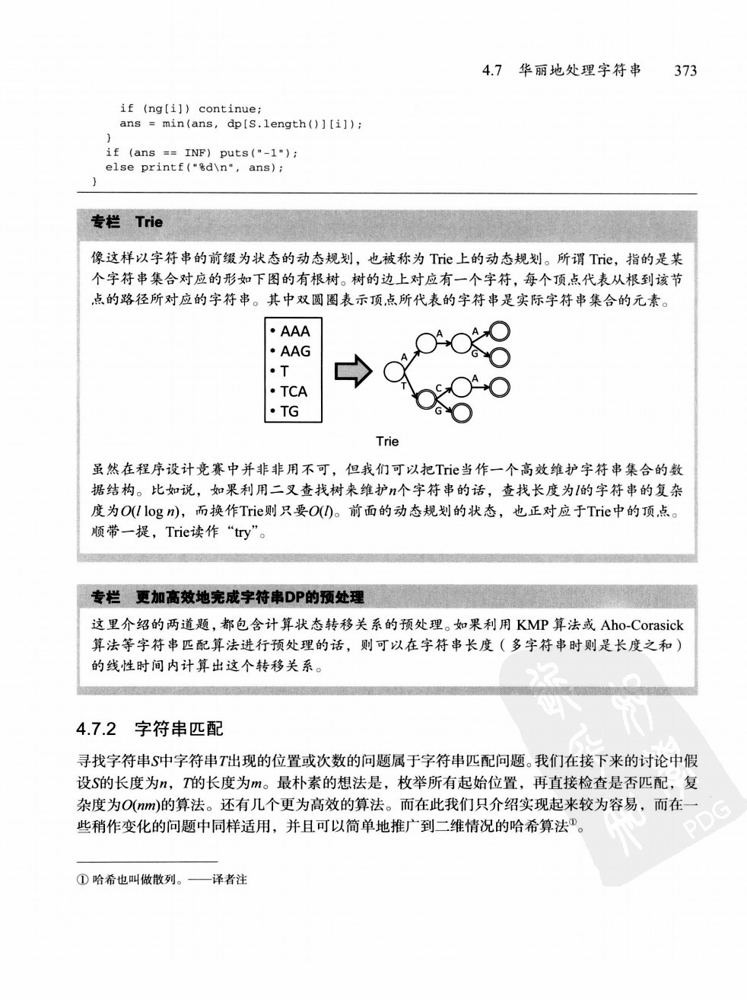 4.7 华丽地处理字符串 373
if (ng[i]) continue;
ans = min(ans, dp[S.length()][i]);
}
if (ans == INF) puts("-1");
else printf("%d\n", ans);
}
专栏 Trie
像这样以字符串的前缀为状态的动态规划，也被称为 Trie 上的动态规划。所谓 Trie，指的是某
个字符串集合对应的形如下图的有根树。树的边上对应有一个字符，每个顶点代表从根到该节
点的路径所对应的字符串。其中双圆圈表示顶点所代表的字符串是实际字符串集合的元素。
• AAA
• AAG
• T
• TCA
• TG
A
A
A
G
T
C
A
G
Trie
虽然在程序设计竞赛中并非非用不可，但我们可以把Trie当作一个高效维护字符串集合的数
据结构。比如说，如果利用二叉查找树来维护n个字符串的话，查找长度为l的字符串的复杂
度为O(l log n)，而换作Trie则只要O(l)。前面的动态规划的状态，也正对应于Trie中的顶点。
顺带一提，Trie读作“try”。
专栏 更加高效地完成字符串DP的预处理
这里介绍的两道题，都包含计算状态转移关系的预处理。如果利用 KMP 算法或 Aho-Corasick
算法等字符串匹配算法进行预处理的话，则可以在字符串长度（多字符串时则是长度之和）
的线性时间内计算出这个转移关系。
4.7.2 字符串匹配
寻找字符串S中字符串T出现的位置或次数的问题属于字符串匹配问题。我们在接下来的讨论中假
设S的长度为n，T的长度为m。最朴素的想法是，枚举所有起始位置，再直接检查是否匹配，复
杂度为O(nm)的算法。还有几个更为高效的算法。而在此我们只介绍实现起来较为容易，而在一
些稍作变化的问题中同样适用，并且可以简单地推广到二维情况的哈希算法①。
PDG
① 哈希也叫做散列。——译者注